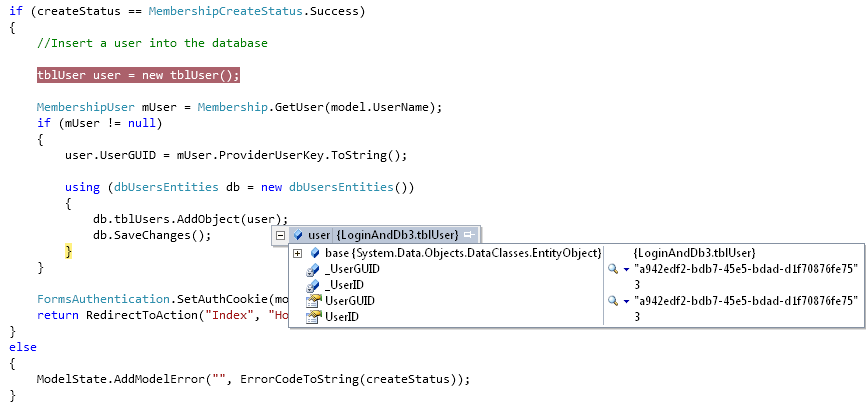 if (createStatus == MembershipCreateStatus.Success)
{
//Insert a user into the database
tblUser user = new tblUser();
MembershipUser mUser = Membership.GetUser(model.UserName);
if (mUser != null)
{
user.UserGUID = mUser.ProviderUserKey.ToString();
using (dbUsersEntities db = new dbUsersEntities())
{
db.tblUsers.AddObject(user);
db.SaveChanges();
user {LoginAndDb3.tblUser}
}
base {System.Data.Objects.DataClasses.EntityObject} {LoginAndDb3.tblUser}
}
_UserGUID "a942edf2-bdb7-45e5-bdad-d1f70876fe75"
_UserID 3
FormsAuthentication.SetAuthCookie(mo
UserGUID "a942edf2-bdb7-45e5-bdad-d1f70876fe75"
return RedirectToAction("Index", "Ho
UserID 3
}
else
{
ModelState.AddModelError("", ErrorCodeToString(createStatus));
}